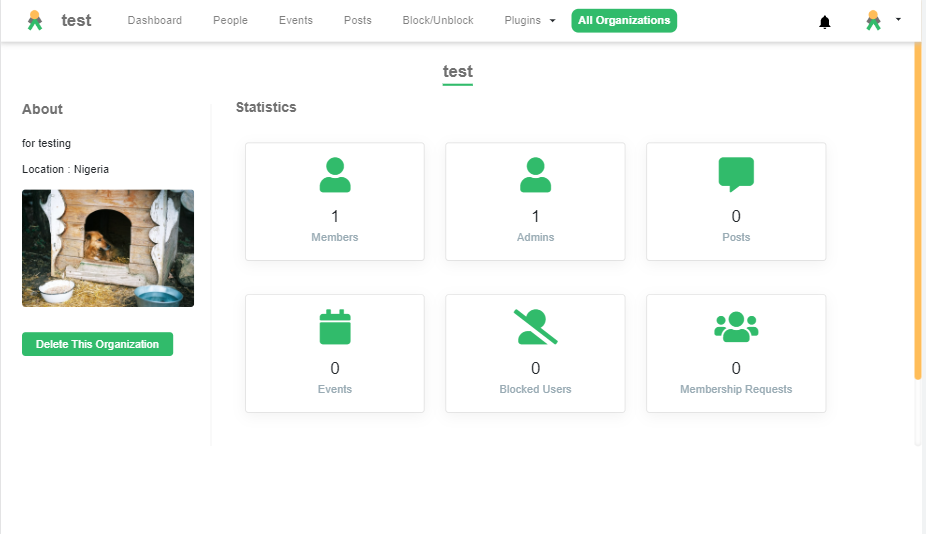 test
Dashboard
People
Events
Posts
Block/Unblock
Plugins
All Organizations
test
About
for testing
Location : Nigeria
Delete This Organization
Statistics
1
Members
1
Admins
0
Posts
0
Events
0
Blocked Users
0
Membership Requests